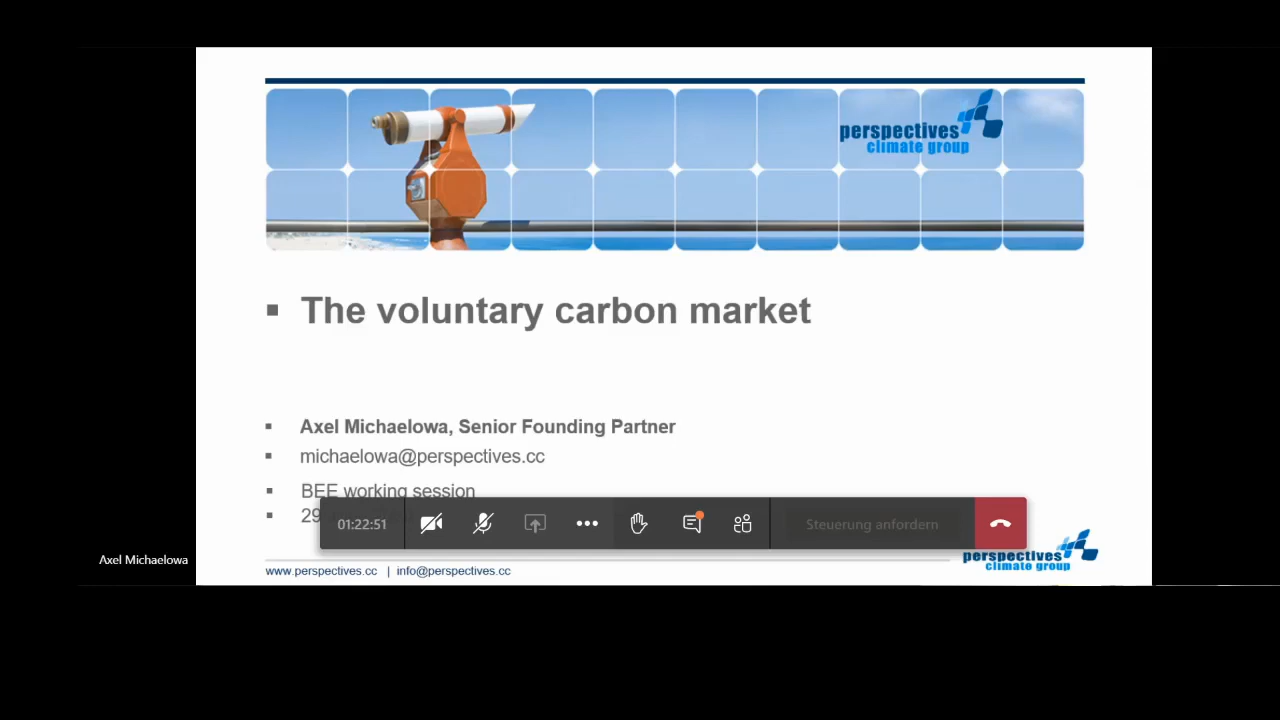 perspectives
climate group
The voluntary carbon market
Axel Michaelowa, Senior Founding Partner
michaelowa@perspectives.cc
BEE working session
29
01:22:51
Steuerung anfordern
Axel Michaelowa
perspectives
climate group
www.perspectives.cc | info@perspectives.cc